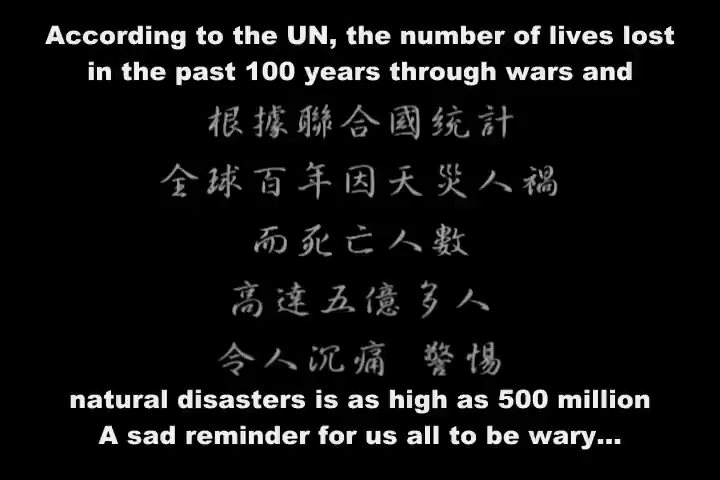 According to the UN, the number of lives lost
in the past 100 years through wars and
根據聯合國統計
全球百年因天災人禍
而死亡人數
高達五億多人
令人沉痛 警惕
natural disasters is as high as 500 million
A sad reminder for us all to be wary...